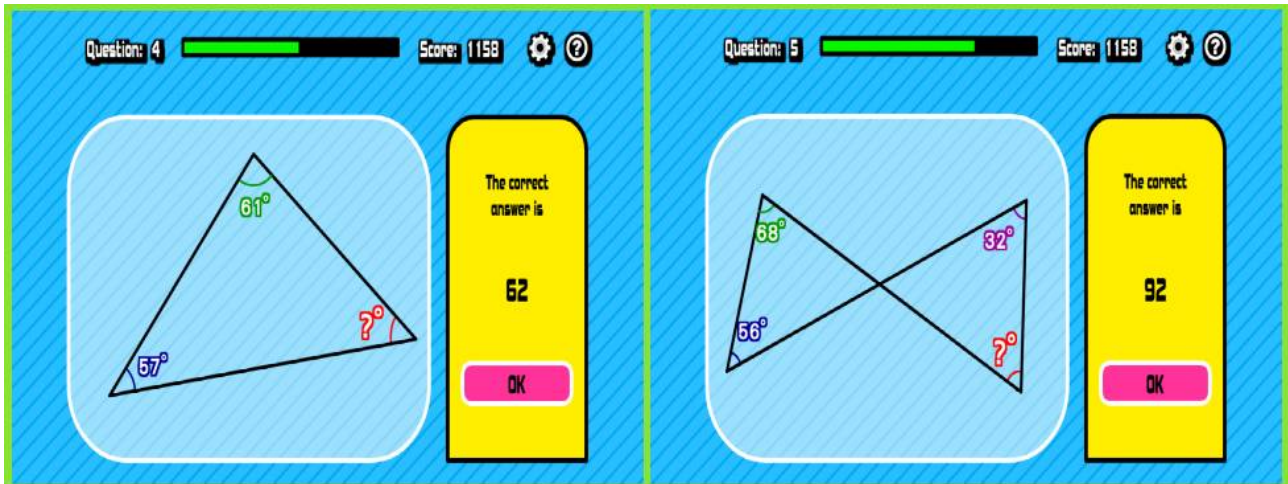 Question: 4 Score: 1158 ?
61°
57°
?°
The correct
answer is
62
OK
Question: 5 Score: 1158 ?
68°
32°
56°
?°
The correct
answer is
92
OK